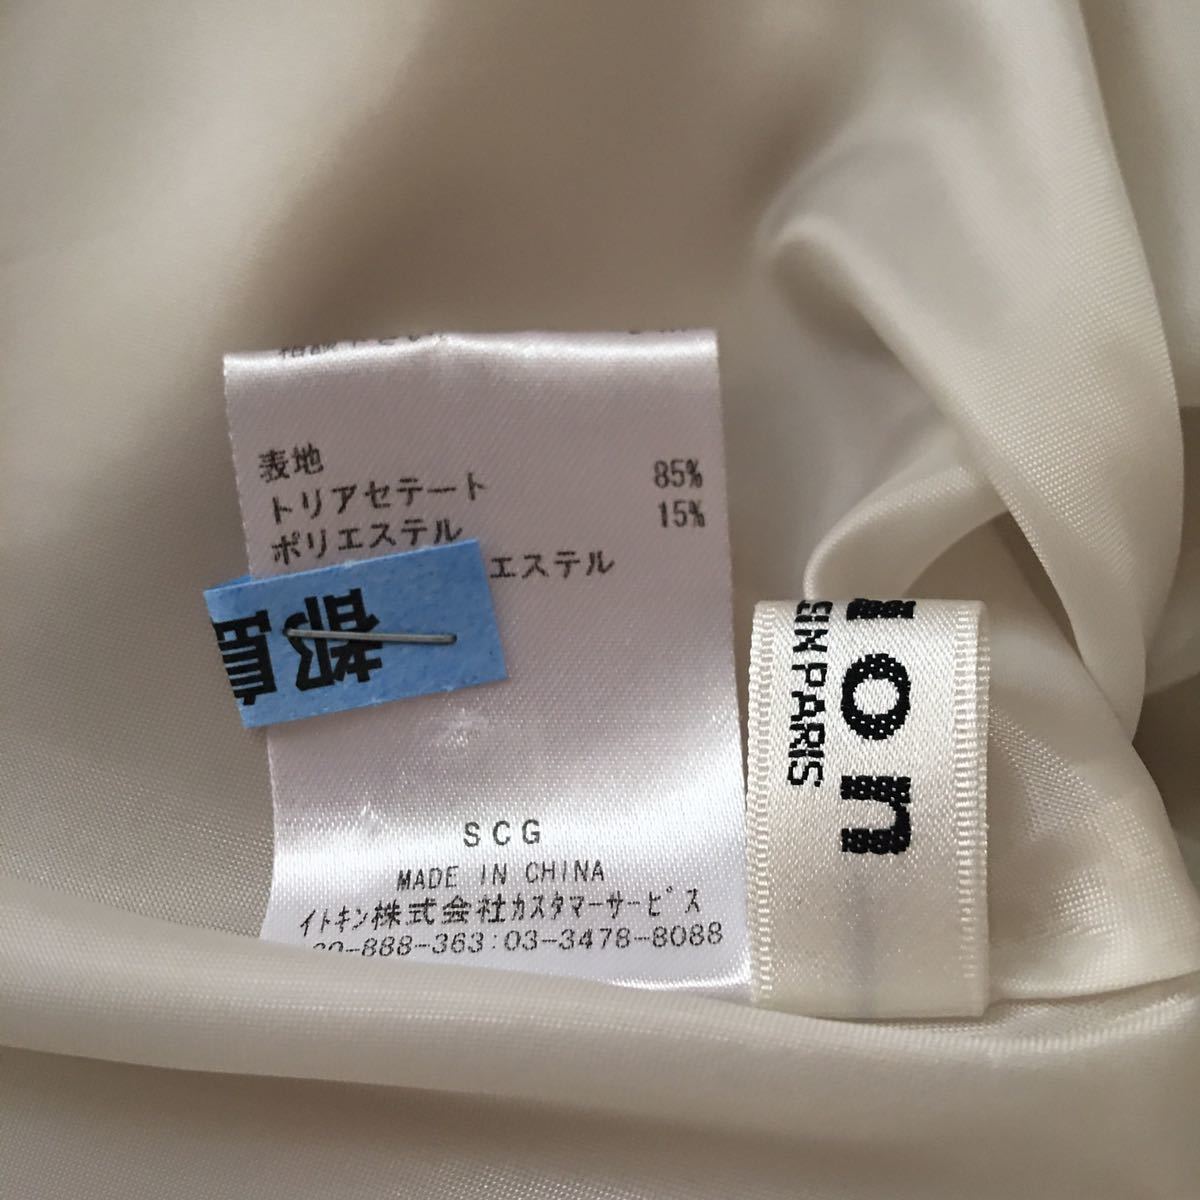 表地
トリアセテート 85%
ポリエステル 15%
エステル
SCG
MADE IN CHINA
イトキン株式会社カスタマーサービス
-888-363:03-3478-8088
ion
IN PARIS